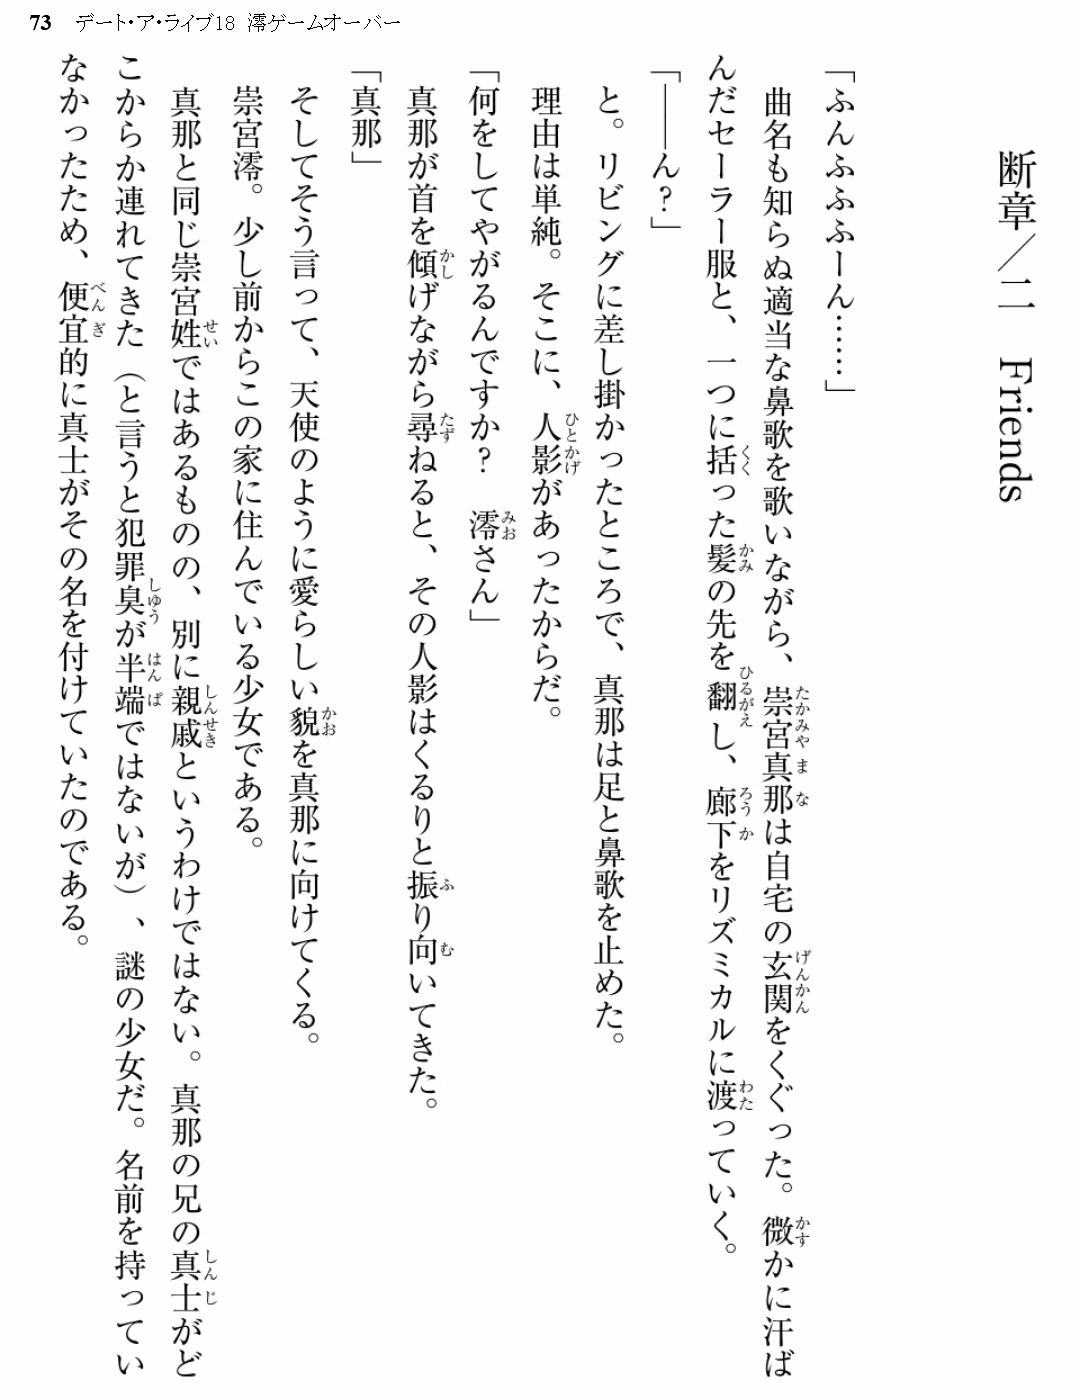 73 デート・ア・ライブ18 澪ゲームオーバー
断章／二 Friends
「ふんふふふーん……」
曲名も知らぬ適当な鼻歌を歌いながら、崇宮真那は自宅の玄関をくぐった。微かに汗ば
んだセーラー服と、一つに括った髪の先を翻し、廊下をリズミカルに渡っていく。
「――ん？」
と。リビングに差し掛かったところで、真那は足と鼻歌を止めた。
理由は単純。そこに、人影があったからだ。
「何をしてやがるんですか？　澪さん」
真那が首を傾げながら尋ねると、その人影はくるりと振り向いてきた。
「真那」
そしてそう言って、天使のように愛らしい貌を真那に向けてくる。
崇宮澪。少し前からこの家に住んでいる少女である。
真那と同じ崇宮姓ではあるものの、別に親戚というわけではない。真那の兄の真士がど
こからか連れてきた（と言うと犯罪臭が半端ではないが）、謎の少女だ。名前を持ってい
なかったため、便宜的に真士がその名を付けていたのである。